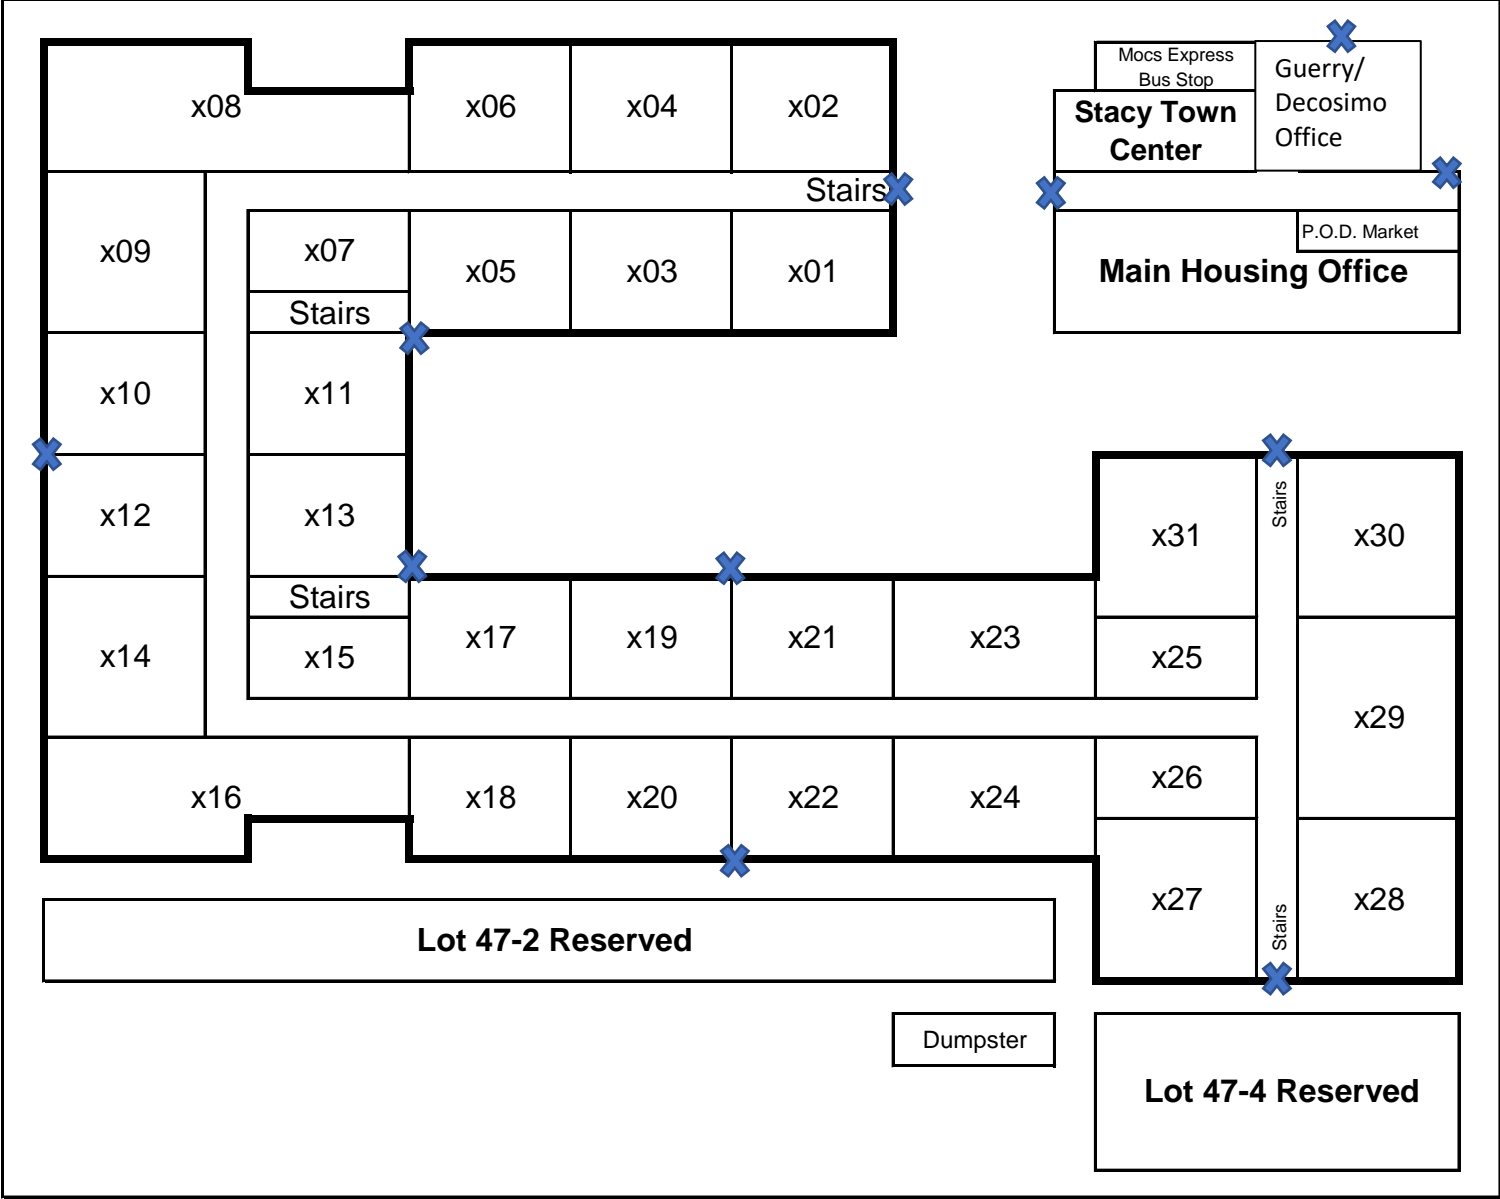 Mocs Express
Bus Stop
Guerry/
Decosimo
Office
Stacy Town
Center
x08
x06
x04
x02
Stairs
x09
x07
x05
x03
x01
P.O.D. Market
Main Housing Office
Stairs
x10
x11
x12
x13
Stairs
x31
x30
Stairs
x14
x15
x17
x19
x21
x23
x25
x29
x16
x18
x20
x22
x24
x26
x27
Stairs
x28
Lot 47-2 Reserved
Dumpster
Lot 47-4 Reserved